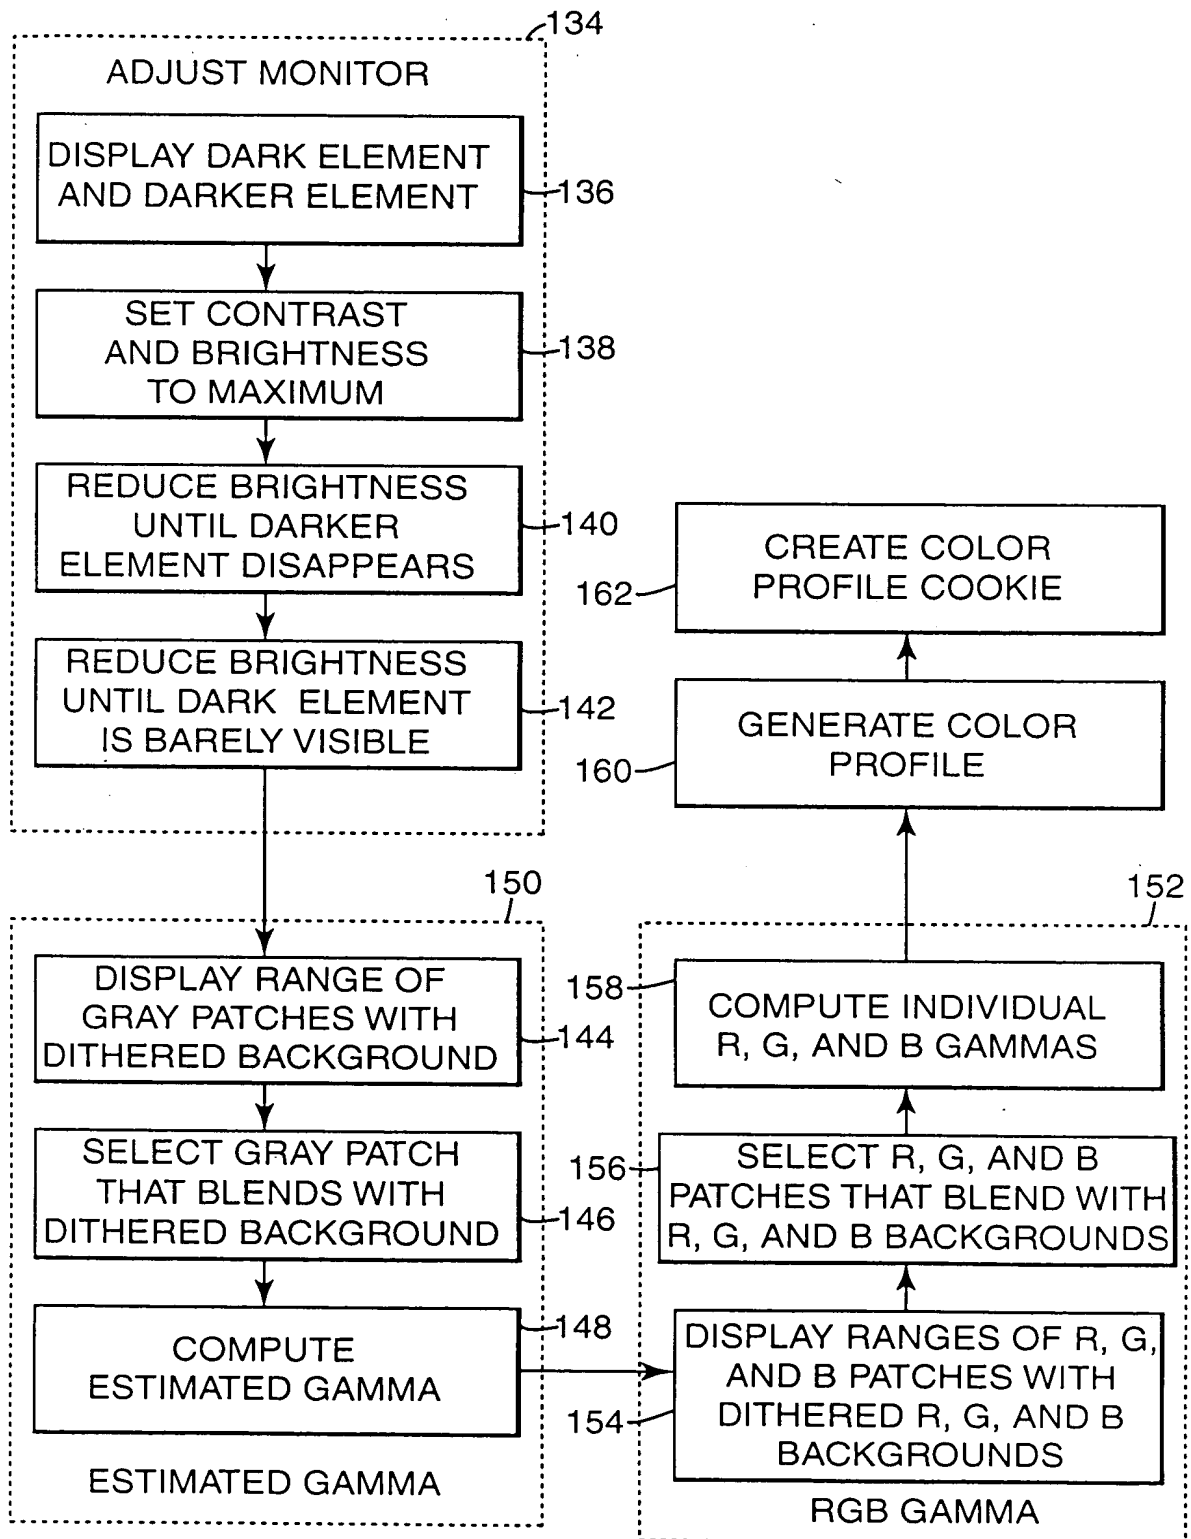 134
ADJUST MONITOR
DISPLAY DARK ELEMENT
AND DARKER ELEMENT
136
SET CONTRAST
AND BRIGHTNESS
TO MAXIMUM
138
REDUCE BRIGHTNESS
UNTIL DARKER
ELEMENT DISAPPEARS
140
REDUCE BRIGHTNESS
UNTIL DARK ELEMENT
IS BARELY VISIBLE
142
150
DISPLAY RANGE OF
GRAY PATCHES WITH
DITHERED BACKGROUND
144
SELECT GRAY PATCH
THAT BLENDS WITH
DITHERED BACKGROUND
146
COMPUTE
ESTIMATED GAMMA
148
ESTIMATED GAMMA
CREATE COLOR
PROFILE COOKIE
162
GENERATE COLOR
PROFILE
160
152
158
COMPUTE INDIVIDUAL
R, G, AND B GAMMAS
156
SELECT R, G, AND B
PATCHES THAT BLEND WITH
R, G, AND B BACKGROUNDS
DISPLAY RANGES OF R, G,
AND B PATCHES WITH
DITHERED R, G, AND B
BACKGROUNDS
154
RGB GAMMA